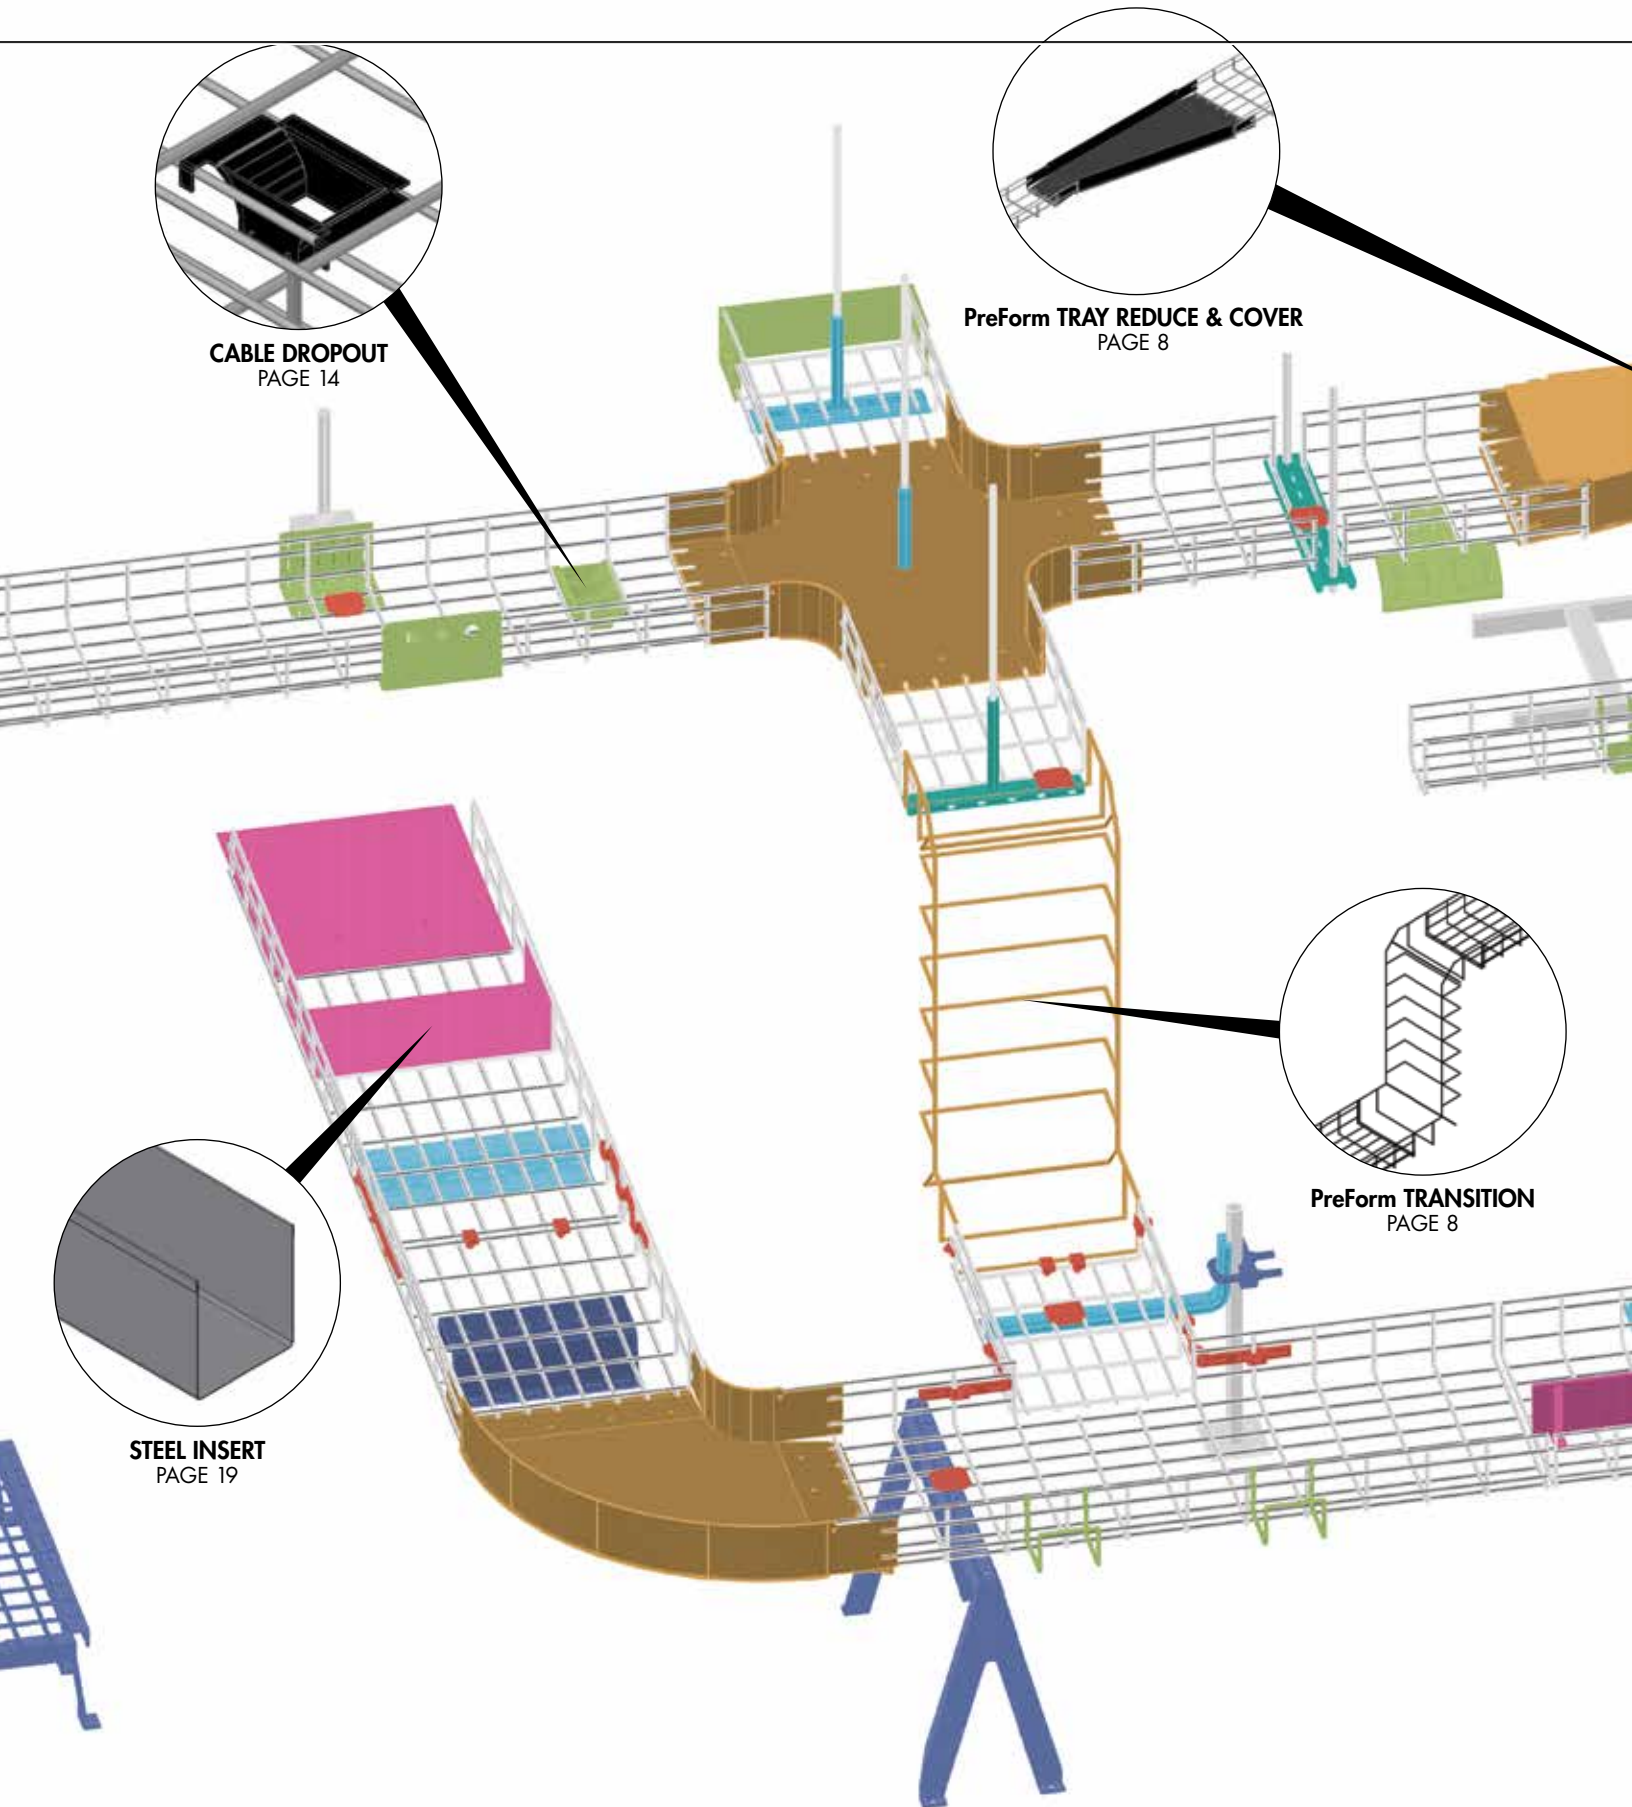 PreForm TRAY REDUCE & COVER
PAGE 8
CABLE DROPOUT
PAGE 14
PreForm TRANSITION
PAGE 8
STEEL INSERT
PAGE 19